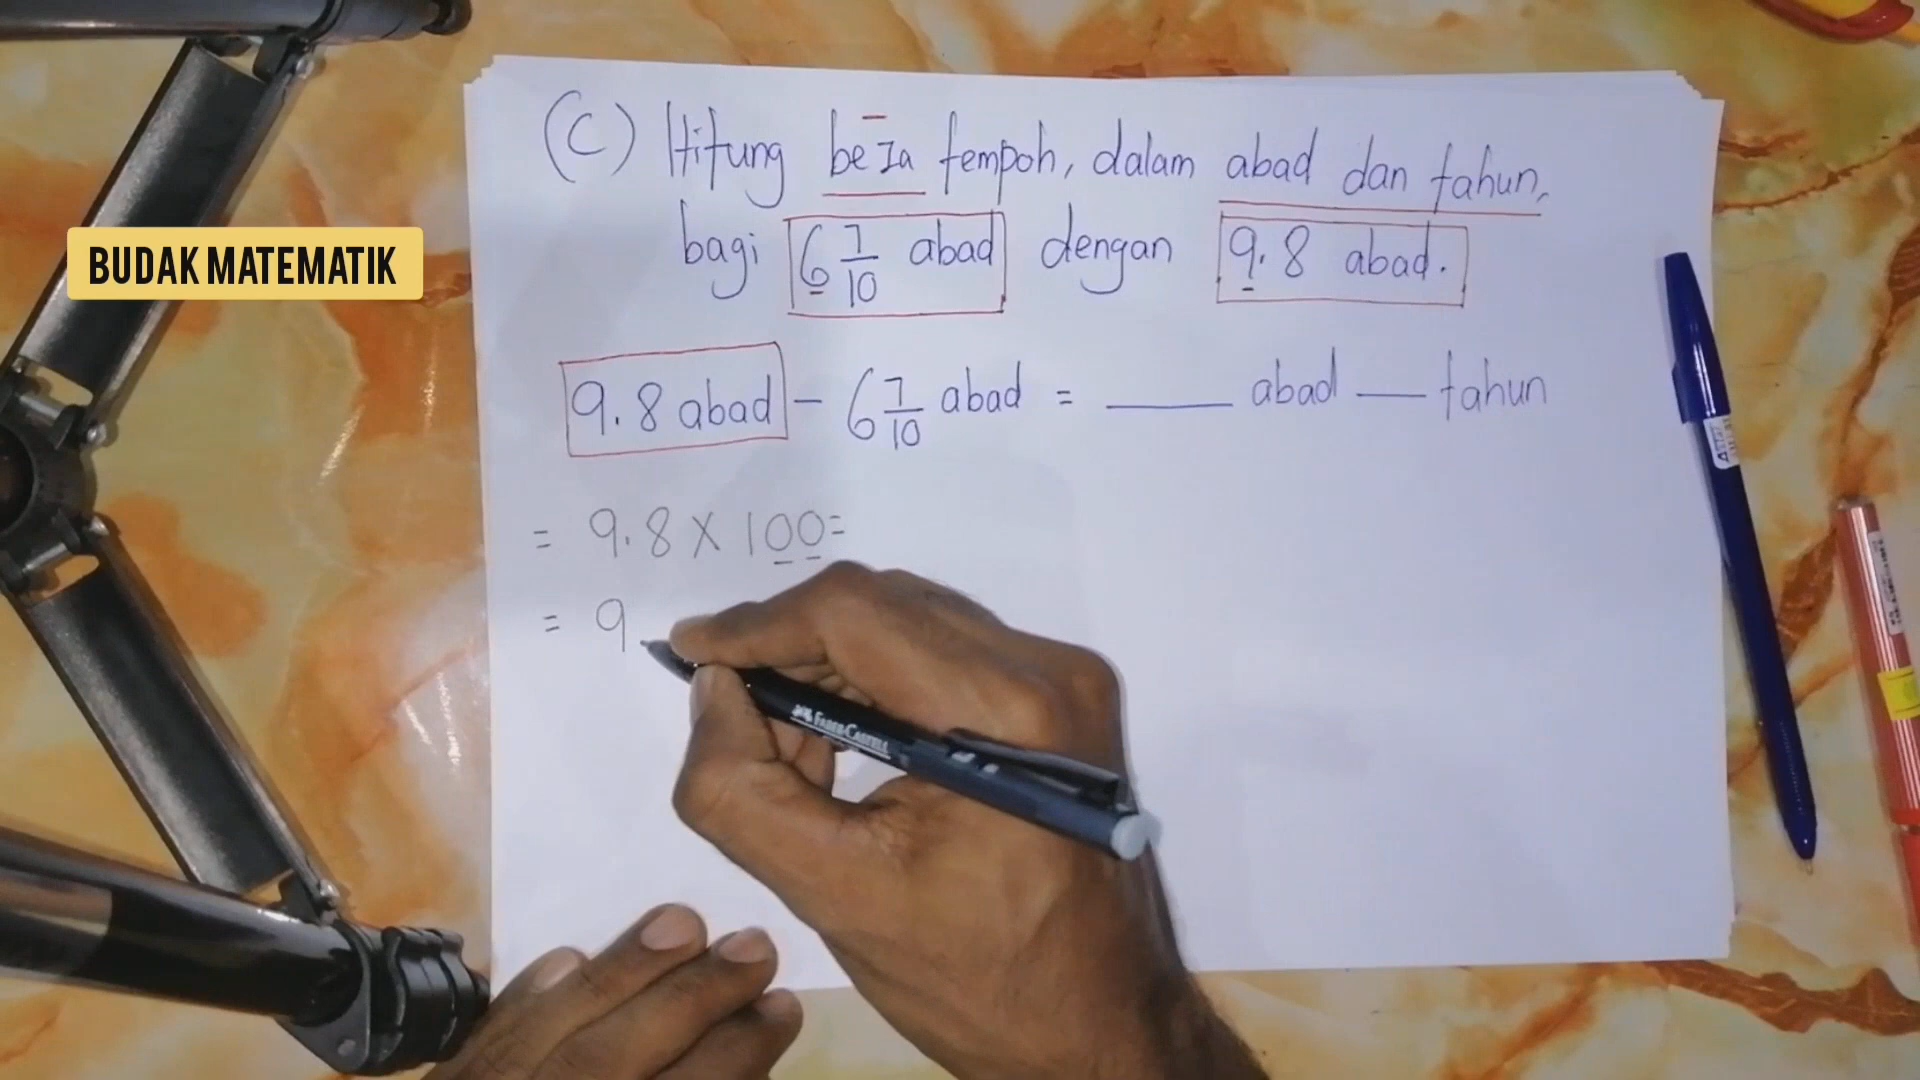 (C) Hitung beza tempoh, dalam abad dan tahun,
BUDAK MATEMATIK
bagi 6 7/10 abad dengan 9.8 abad.
9.8 abad - 6 7/10 abad = ____ abad ___ tahun
= 9.8 X 100 =
= 9
FABER-CASTELL